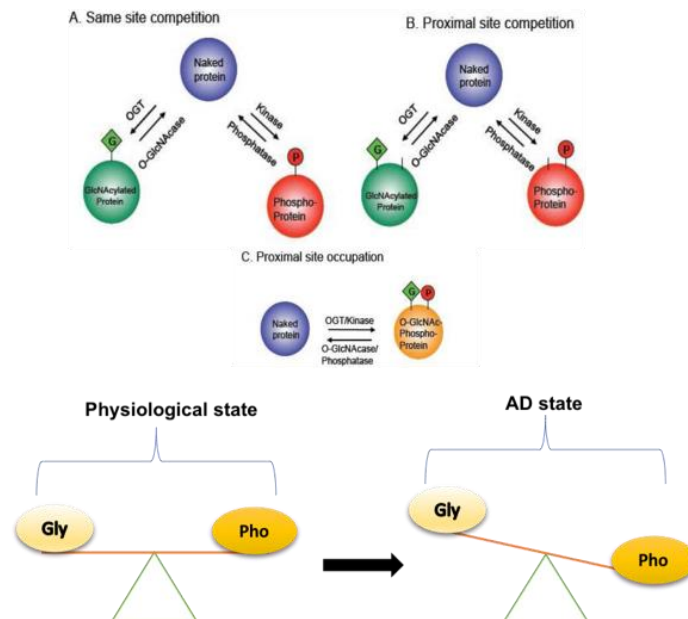 A. Same site competition
Naked
protein
OGT
O-GlcNAcase
Kinase
Phosphatase
G
GlcNAcylated
Protein
P
Phospho-
Protein
B. Proximal site competition
Naked
protein
OGT
O-GlcNAcase
Kinase
Phosphatase
G
GlcNAcylated
Protein
P
Phospho-
Protein
C. Proximal site occupation
Naked
protein
OGT/Kinase
O-GlcNAcase/
Phosphatase
G P
O-GlcNAc-
Phospho-
Protein
Physiological state
Gly
Pho
AD state
Gly
Pho